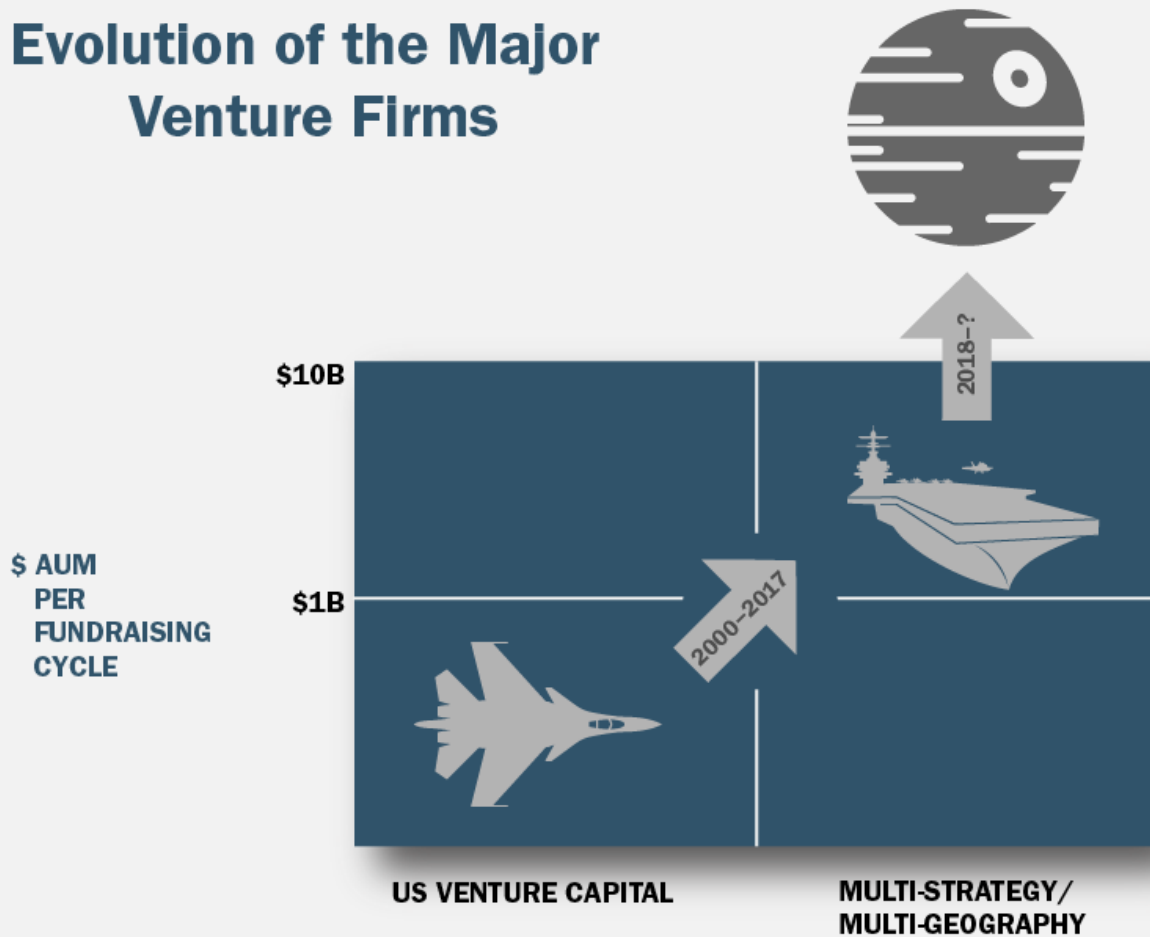 Evolution of the Major
Venture Firms
2018–?
$10B
$ AUM
PER
FUNDRAISING
CYCLE
$1B
2000–2017
US VENTURE CAPITAL
MULTI-STRATEGY/
MULTI-GEOGRAPHY